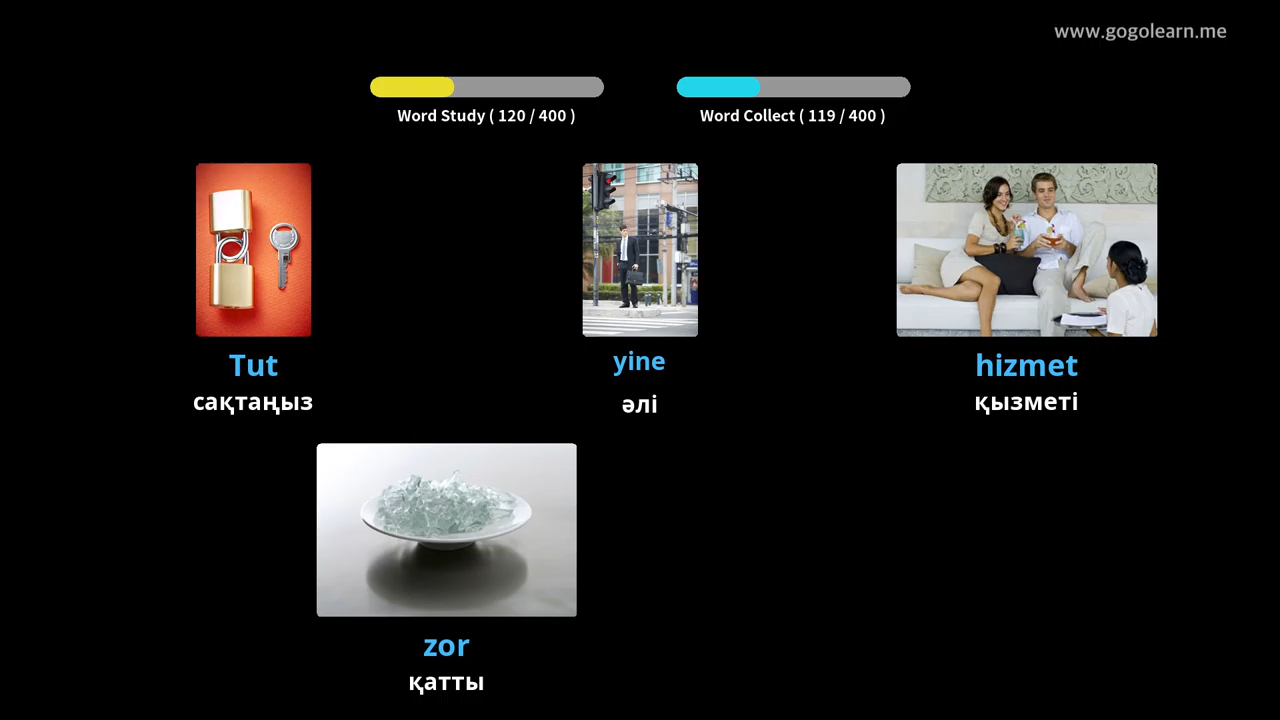 www.gogolearn.me
Word Study ( 120 / 400 )
Word Collect ( 119 / 400 )
Tut
сақтаңыз
yine
әлі
hizmet
қызметі
zor
қатты